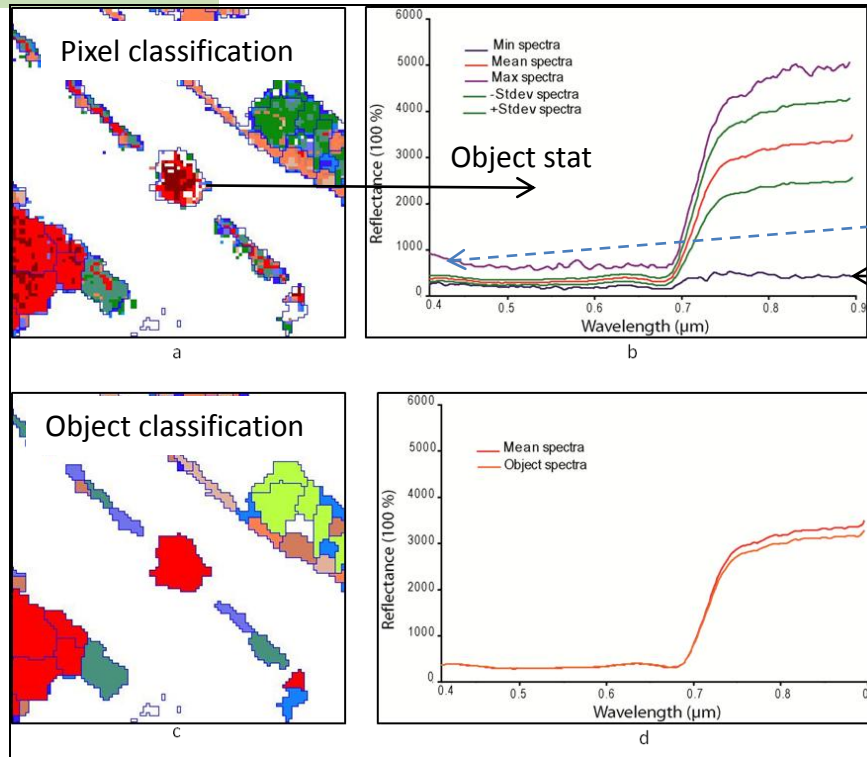 Pixel classification
a
6000
5000
4000
3000
2000
1000
0
Reflectance (100 %)
Min spectra
Mean spectra
Max spectra
-Stdev spectra
+Stdev spectra
Object stat
0.4 0.5 0.6 0.7 0.8 0.9
Wavelength (µm)
b
Object classification
c
6000
5000
4000
3000
2000
1000
0
Reflectance (100 %)
Mean spectra
Object spectra
0.4 0.5 0.6 0.7 0.8 0
Wavelength (µm)
d